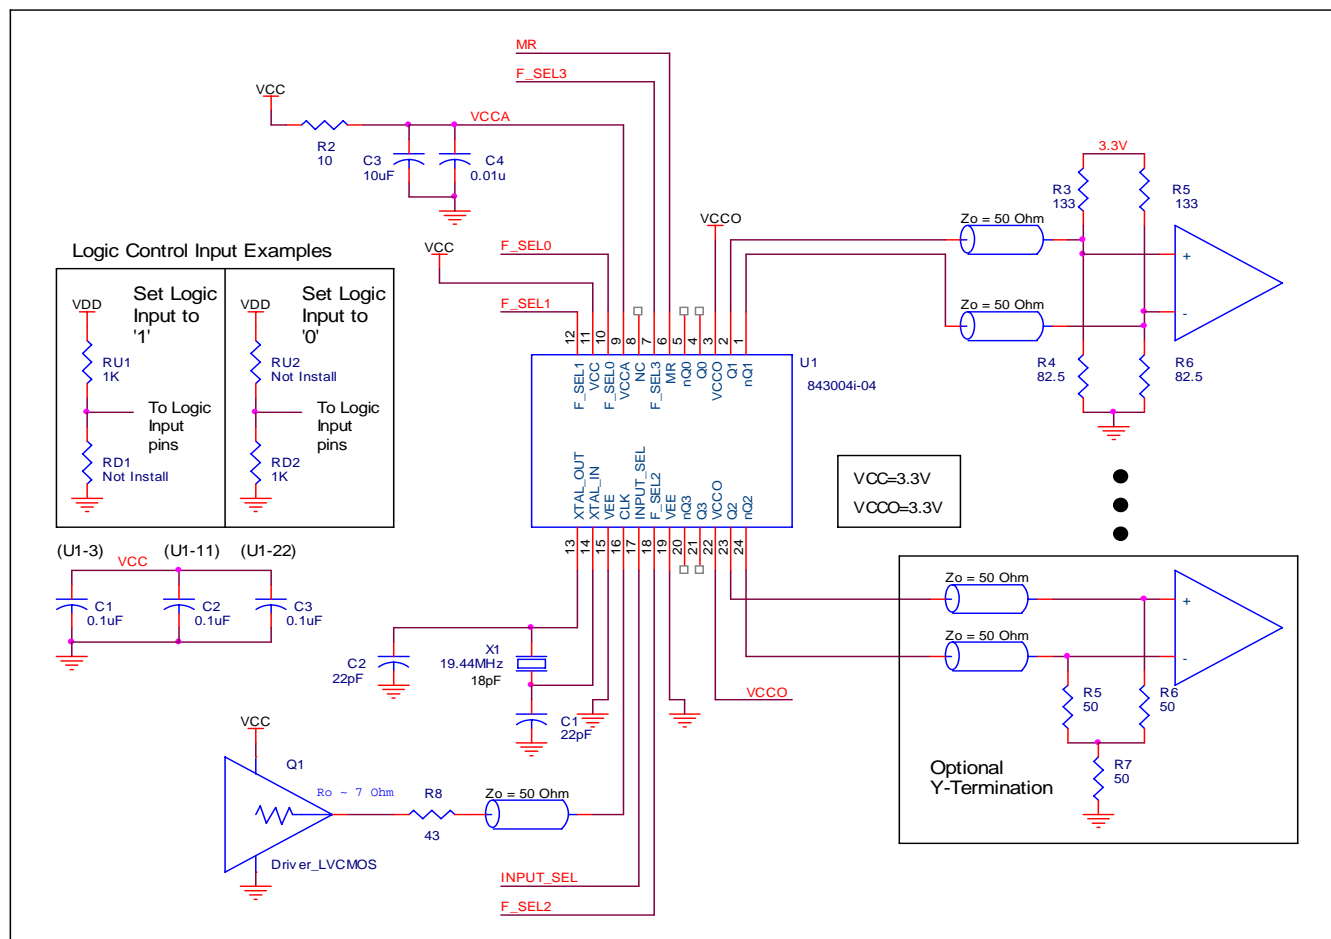 MR
F_SEL3
VCC
VCCA
R2
10
C3
10uF
C4
0.01u
3.3V
R3
133
R5
133
VCCO
Zo = 50 Ohm
Logic Control Input Examples
VCC
F_SEL0
F_SEL1
VDD
Set Logic
Input to
'1'
VDD
Set Logic
Input to
'0'
RU1
1K
RU2
Not Install
To Logic
Input
pins
To Logic
Input
pins
RD1
Not Install
RD2
1K
+
-
Zo = 50 Ohm
R4
82.5
R6
82.5
12 11 10 9 8 7 6 5 4 3 2 1
U1
843004i-04
F_SEL1 VCC F_SEL0 VCCA NC F_SEL3 MR nQ0 Q0 VCCO Q1 nQ1
XTAL_OUT XTAL_IN VEE CLK INPUT_SEL F_SEL2 VEE nQ3 Q3 VCCO Q2 nQ2
13 14 15 16 17 18 19 20 21 22 23 24
VCC=3.3V
VCCO=3.3V
(U1-3)
(U1-11)
(U1-22)
VCC
C1
0.1uF
C2
0.1uF
C3
0.1uF
C2
22pF
X1
19.44MHz
18pF
C1
22pF
VCCO
Zo = 50 Ohm
Zo = 50 Ohm
+
-
R5
50
R6
50
R7
50
Optional
Y-Termination
VCC
Q1
Ro ~ 7 Ohm
R8
43
Zo = 50 Ohm
Driver_LVCMOS
INPUT_SEL
F_SEL2